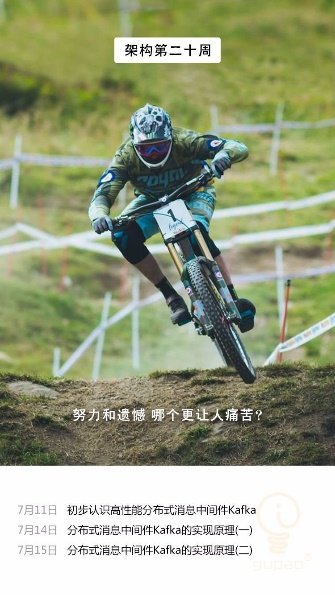 架构第二十周
努力和遗憾 哪个更让人痛苦?
7月11日 初步认识高性能分布式消息中间件Kafka
7月14日 分布式消息中间件Kafka的实现原理(一)
7月15日 分布式消息中间件Kafka的实现原理(二)